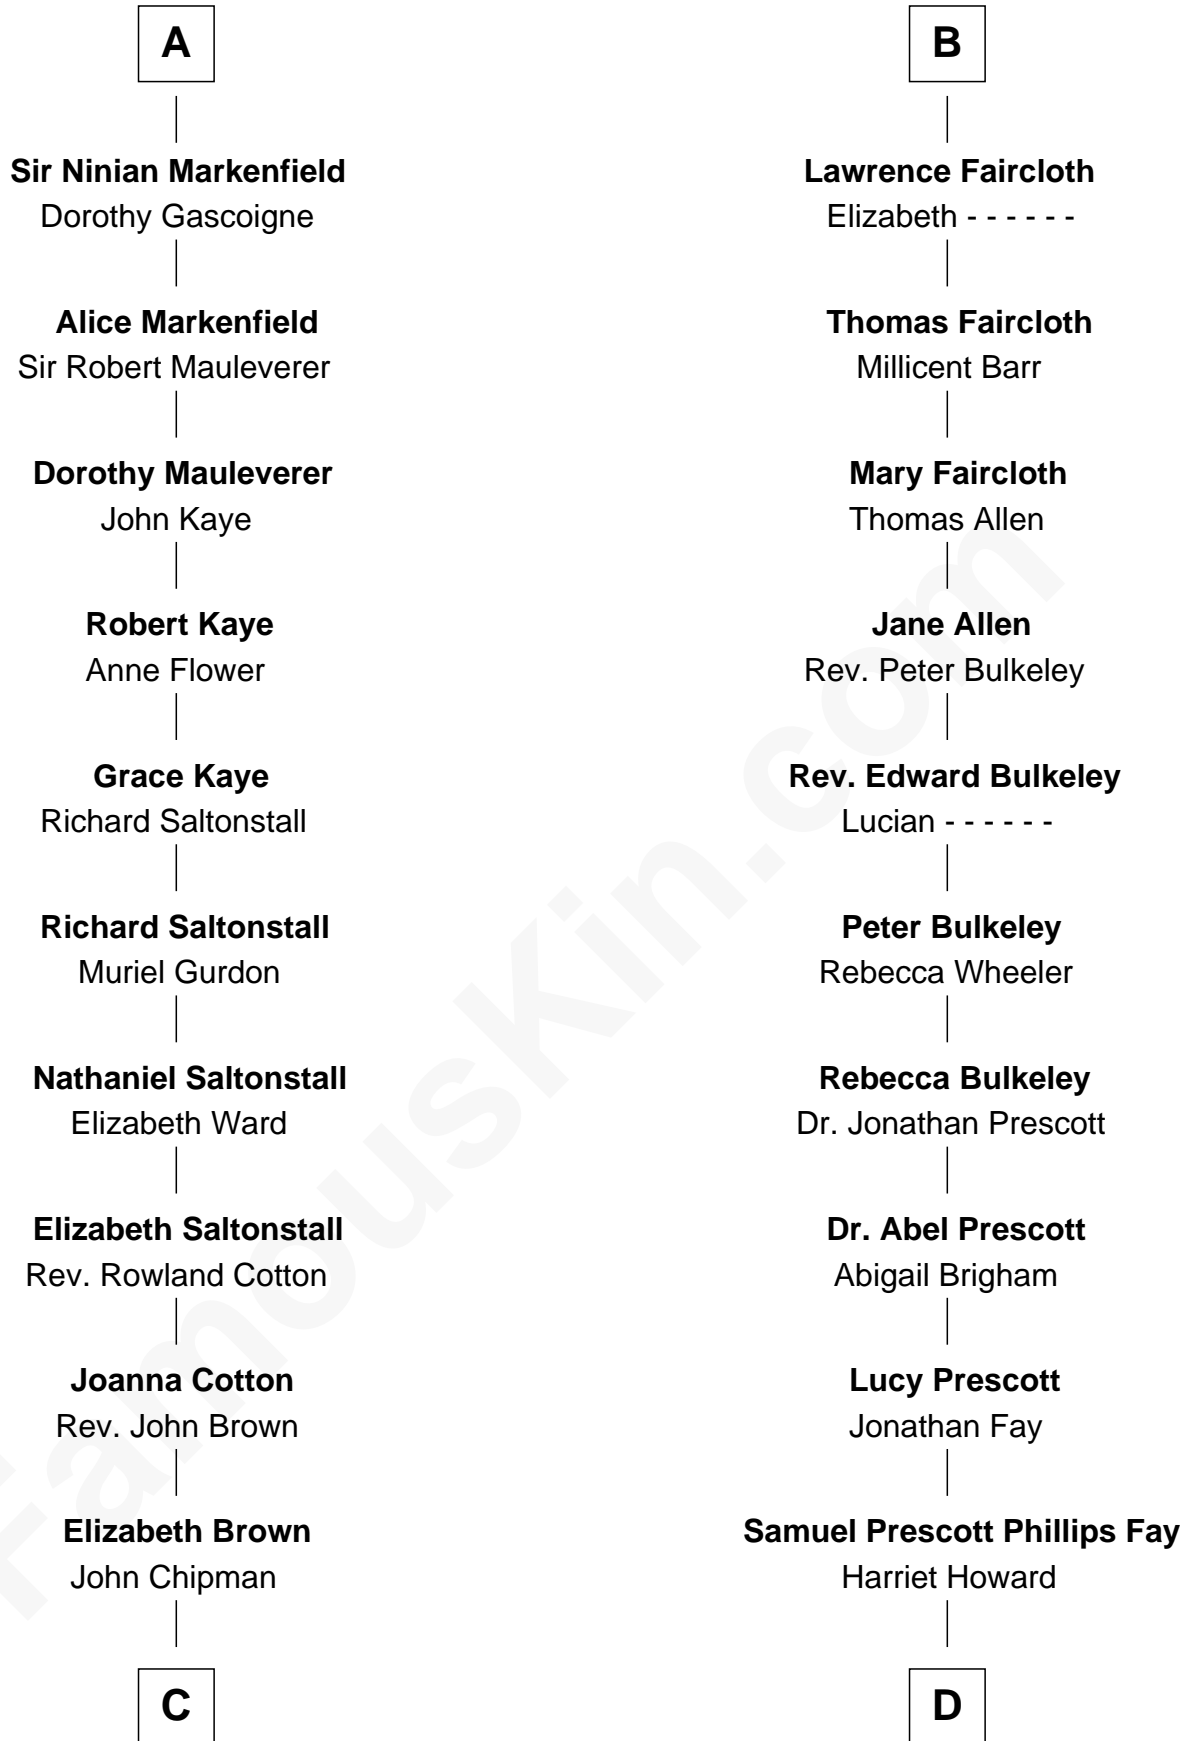 A
Sir Ninian Markenfield
Dorothy Gascoigne
Alice Markenfield
Sir Robert Mauleverer
Dorothy Mauleverer
John Kaye
Robert Kaye
Anne Flower
Grace Kaye
Richard Saltonstall
Richard Saltonstall
Muriel Gurdon
Nathaniel Saltonstall
Elizabeth Ward
Elizabeth Saltonstall
Rev. Rowland Cotton
Joanna Cotton
Rev. John Brown
Elizabeth Brown
John Chipman
C
B
Lawrence Faircloth
Elizabeth - - - - - -
Thomas Faircloth
Millicent Barr
Mary Faircloth
Thomas Allen
Jane Allen
Rev. Peter Bulkeley
Rev. Edward Bulkeley
Lucian - - - - - -
Peter Bulkeley
Rebecca Wheeler
Rebecca Bulkeley
Dr. Jonathan Prescott
Dr. Abel Prescott
Abigail Brigham
Lucy Prescott
Jonathan Fay
Samuel Prescott Phillips Fay
Harriet Howard
D
FamousKin.com